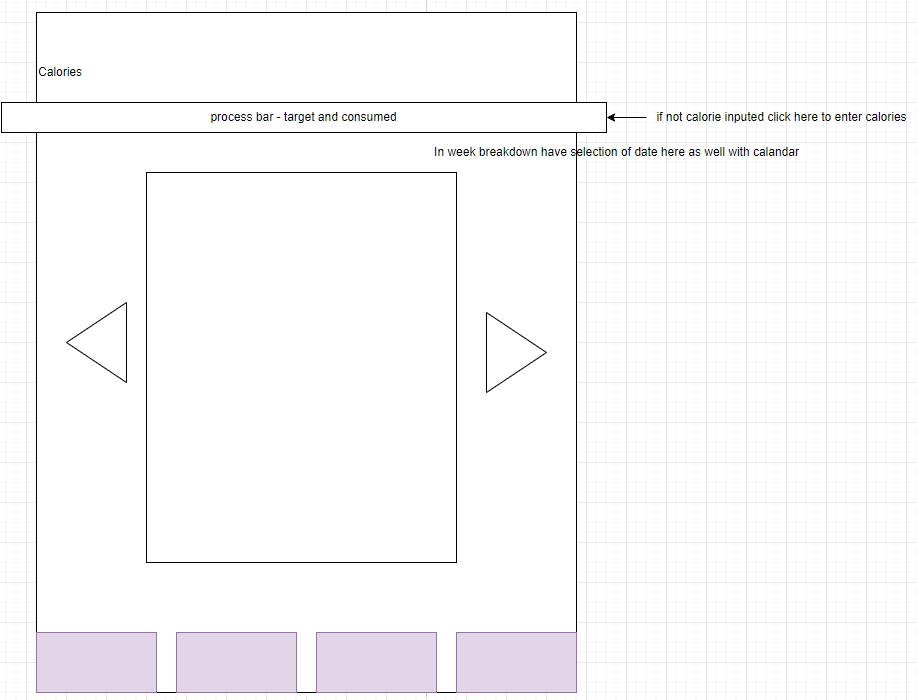 Calories
process bar - target and consumed
if not calorie inputed click here to enter calories
In week breakdown have selection of date here as well with calandar